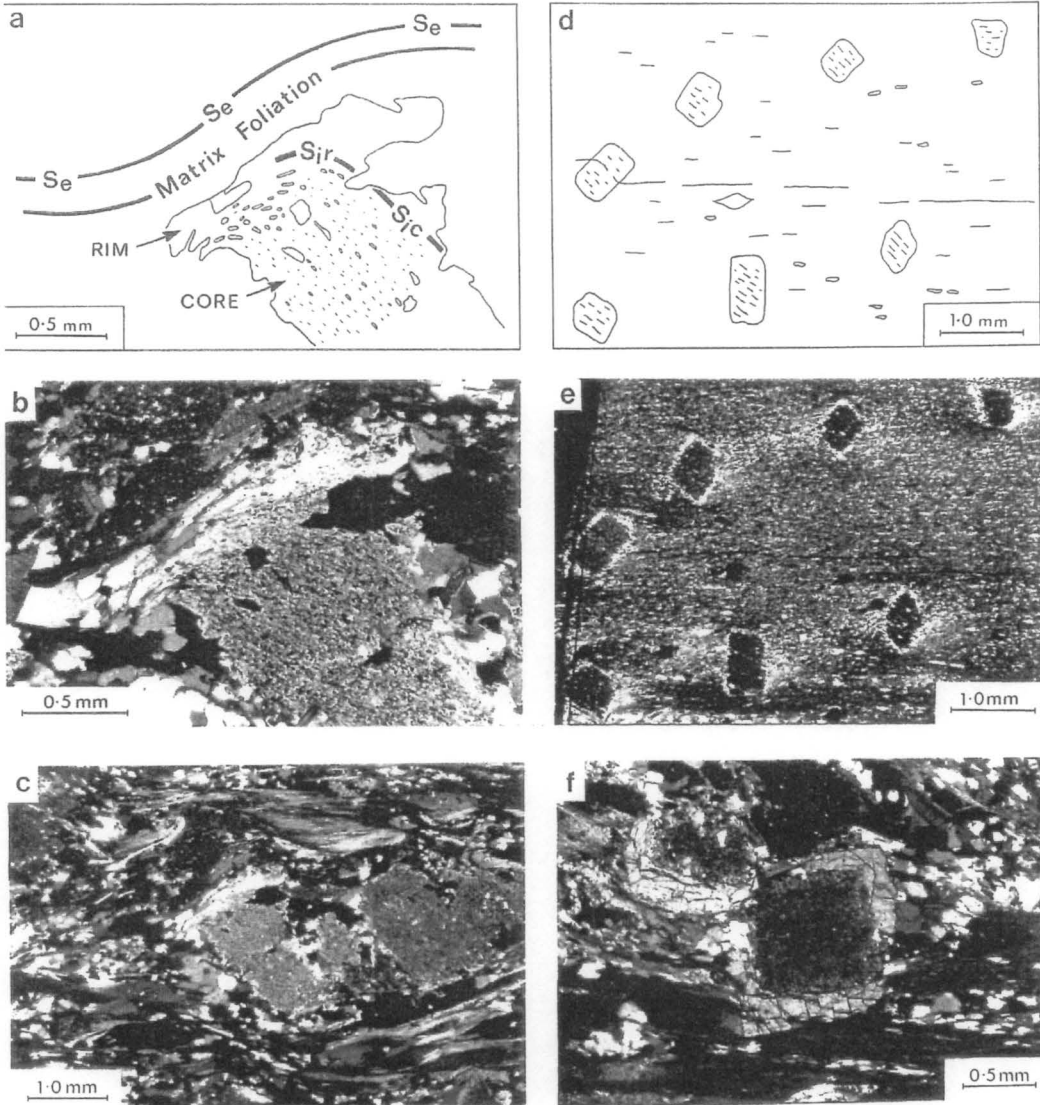 a
Se
Se
Se
Matrix Foliation
Sir
Sic
RIM
CORE
0·5 mm
d
1·0 mm
b
0·5 mm
e
1·0mm
c
1·0 mm
f
0·5mm